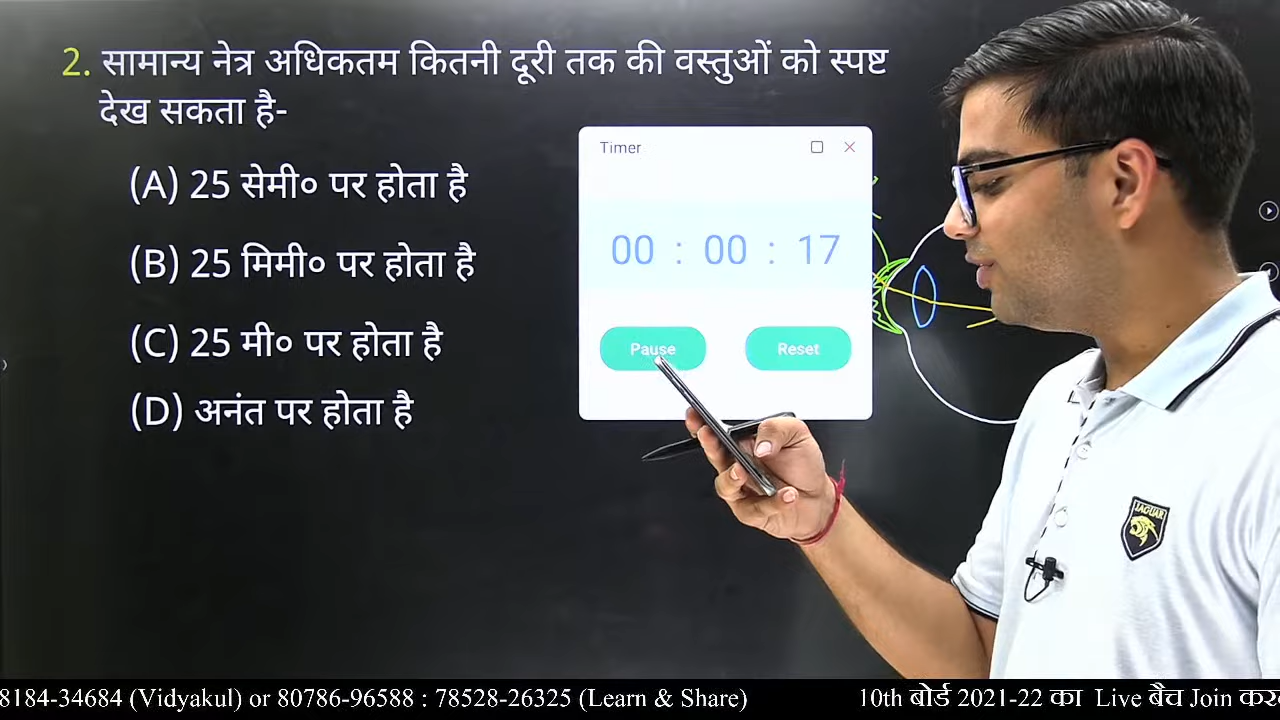 2. सामान्य नेत्र अधिकतम कितनी दूरी तक की वस्तुओं को स्पष्ट
देख सकता है-
(A) 25 सेमी० पर होता है
(B) 25 मिमी० पर होता है
(C) 25 मी० पर होता है
(D) अनंत पर होता है
Timer
00 : 00 : 17
Pause
Reset
JAGUAR
8184-34684 (Vidyakul) or 80786-96588 : 78528-26325 (Learn & Share)
10th बोर्ड 2021-22 का Live बैच Join